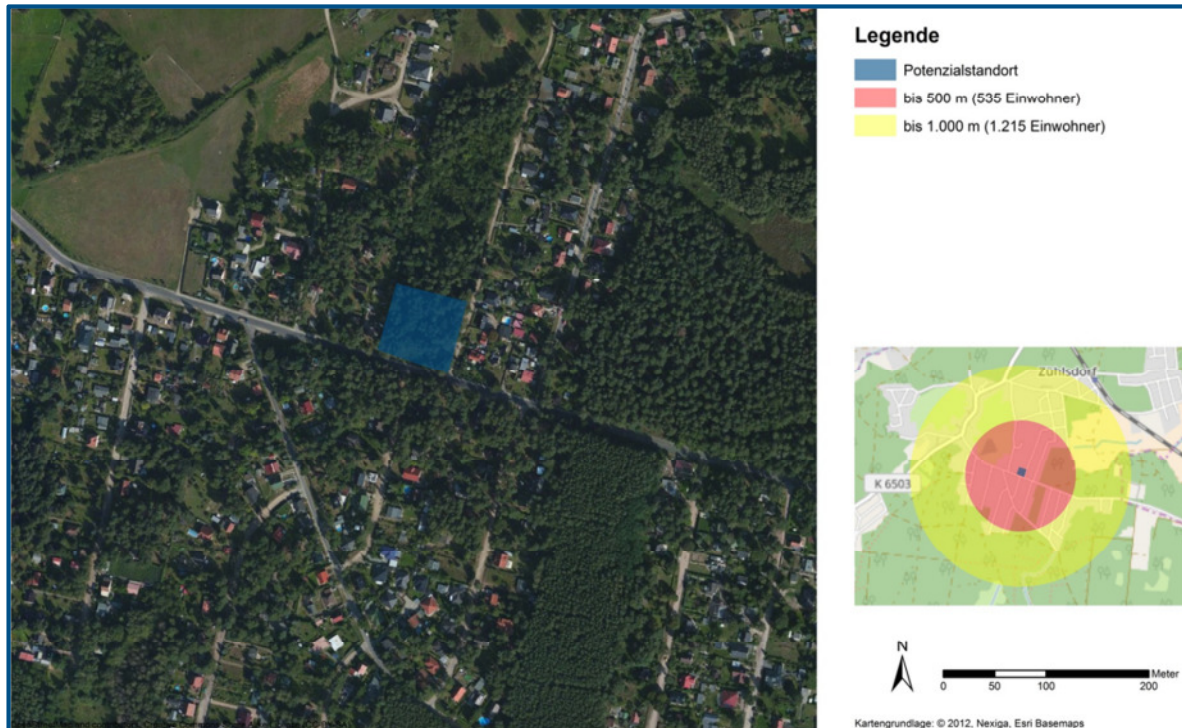 Legende
Potenzialstandort
bis 500 m (535 Einwohner)
bis 1.000 m (1.215 Einwohner)
Zühlsdorf
K 6503
N
Meter
0 50 100 200
Kartengrundlage: © 2012, Nexiga, Esri Basemaps